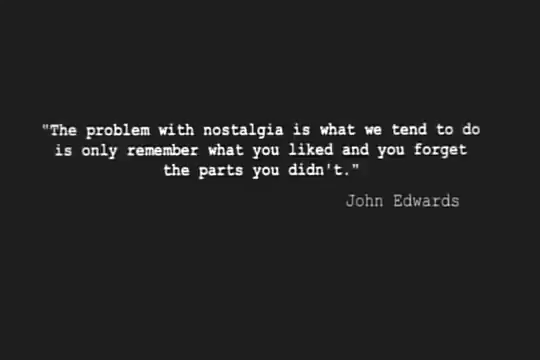 "The problem with nostalgia is what we tend to do
is only remember what you liked and you forget
the parts you didn't."
John Edwards